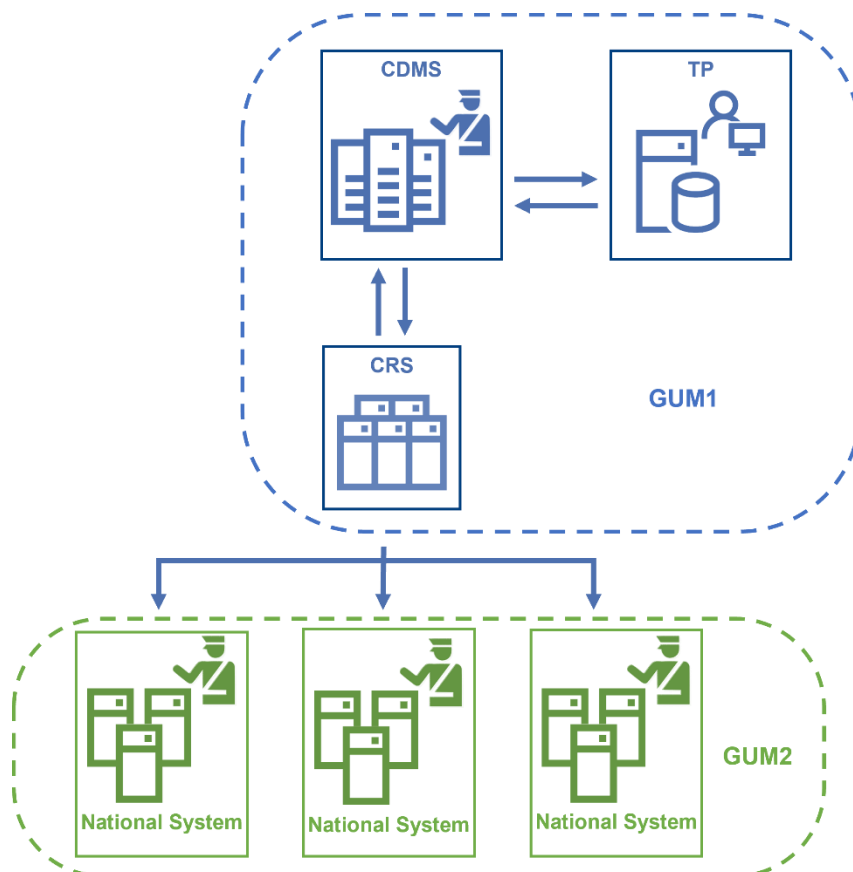 CDMS
TP
CRS
GUM1
GUM2
National System
National System
National System